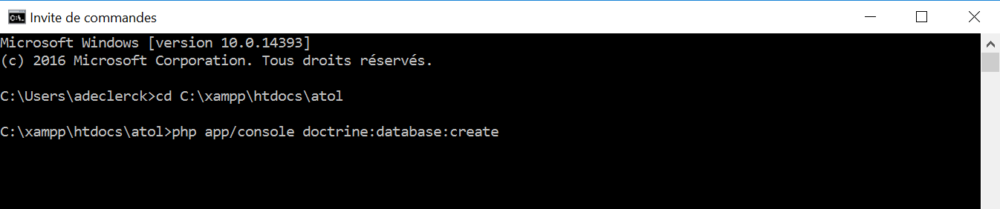 Invite de commandes
Microsoft Windows [version 10.0.14393]
(c) 2016 Microsoft Corporation. Tous droits réservés.
C:\Users\adeclerck>cd C:\xampp\htdocs\atol
C:\xampp\htdocs\atol>php app/console doctrine:database:create